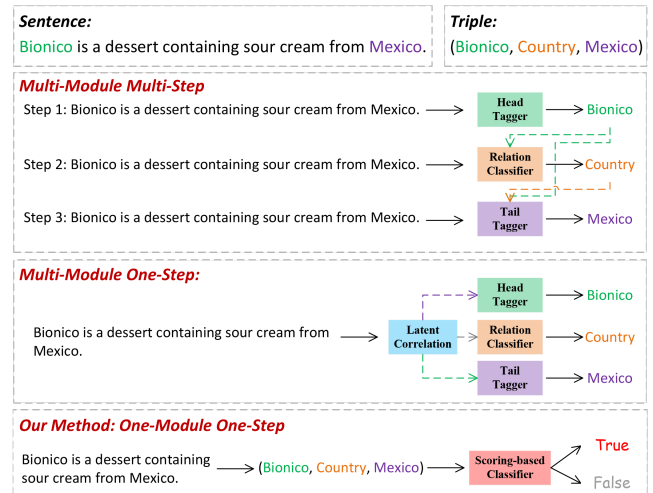 Sentence:
Bionico is a dessert containing sour cream from Mexico.
Triple:
(Bionico, Country, Mexico)
Multi-Module Multi-Step
Step 1: Bionico is a dessert containing sour cream from Mexico.
Head
Tagger
Bionico
Step 2: Bionico is a dessert containing sour cream from Mexico.
Relation
Classifier
Country
Step 3: Bionico is a dessert containing sour cream from Mexico.
Tail
Tagger
Mexico
Multi-Module One-Step:
Bionico is a dessert containing sour cream from
Mexico.
Latent
Correlation
Head
Tagger
Bionico
Relation
Classifier
Country
Tail
Tagger
Mexico
Our Method: One-Module One-Step
Bionico is a dessert containing
sour cream from Mexico.
(Bionico, Country, Mexico)
Scoring-based
Classifier
True
False